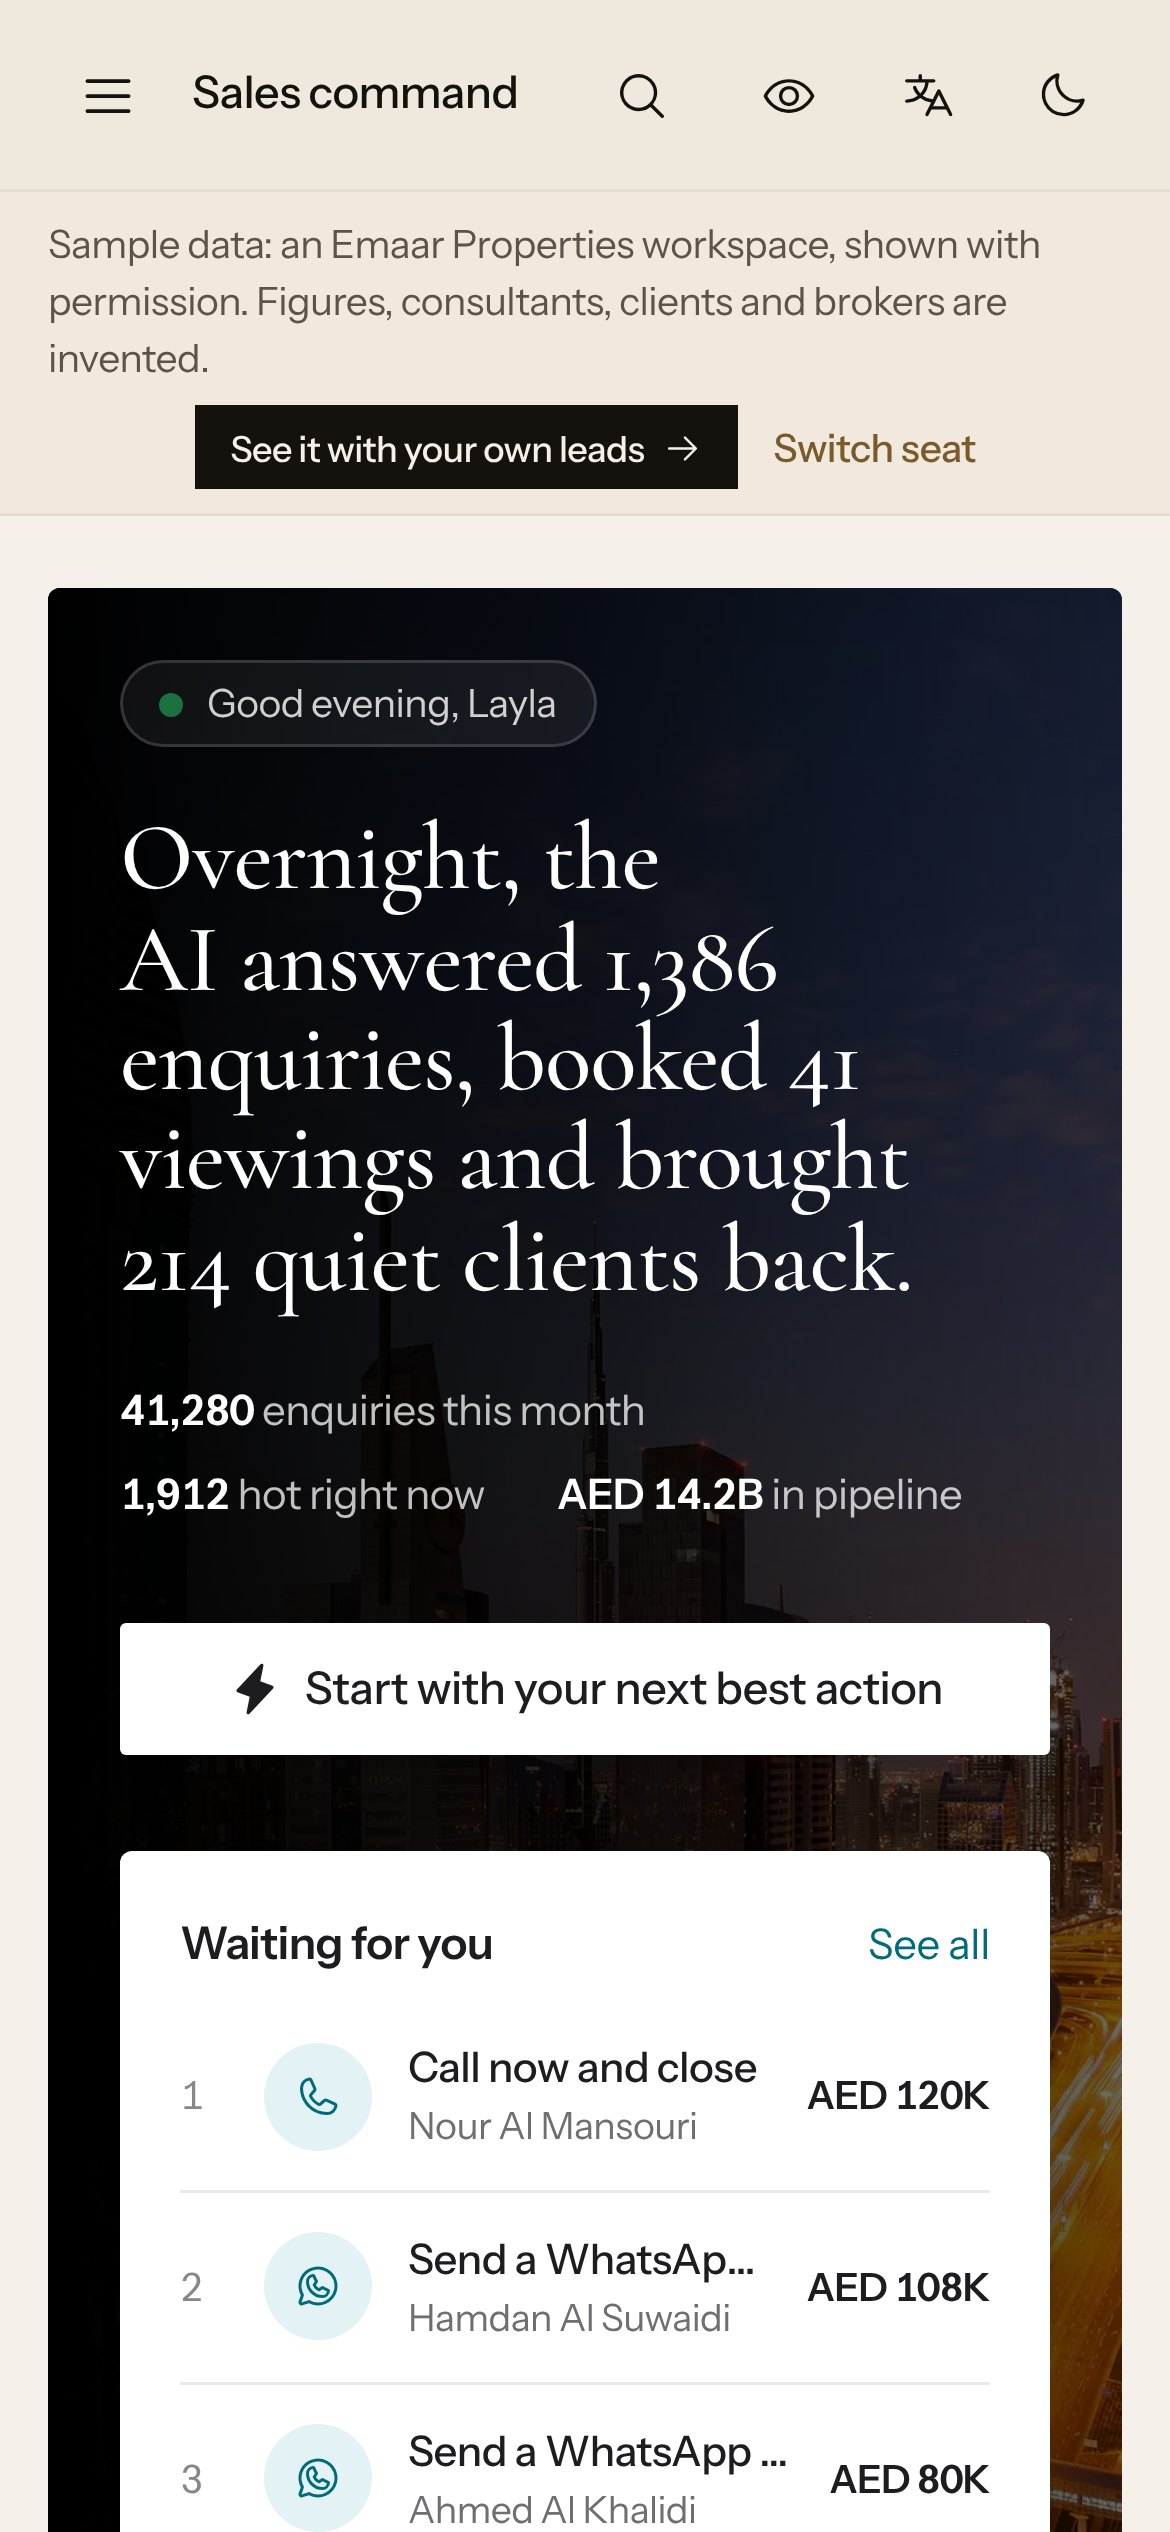 Sales command
Sample data: an Emaar Properties workspace, shown with
permission. Figures, consultants, clients and brokers are
invented.
See it with your own leads →
Switch seat
Good evening, Layla
Overnight, the
AI answered 1,386
enquiries, booked 41
viewings and brought
214 quiet clients back.
41,280 enquiries this month
1,912 hot right now
AED 14.2B in pipeline
Start with your next best action
Waiting for you
See all
1
Call now and close
Nour Al Mansouri
AED 120K
2
Send a WhatsAp...
Hamdan Al Suwaidi
AED 108K
3
Send a WhatsApp ...
Ahmed Al Khalidi
AED 80K